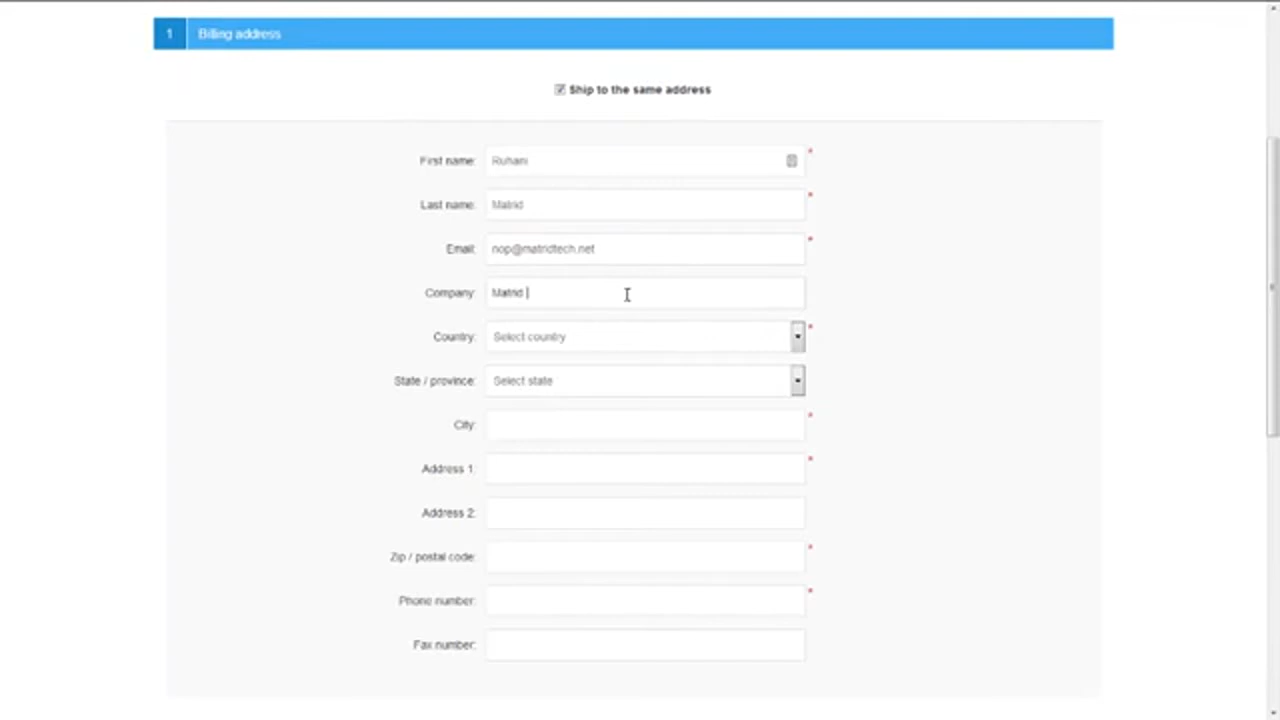 1 Billing address
Ship to the same address
First name: Ruhani *
Last name: Matrid *
Email: nop@matridtech.net *
Company: Matrid
Country: Select country *
State / province: Select state
City: *
Address 1: *
Address 2:
Zip / postal code: *
Phone number: *
Fax number: